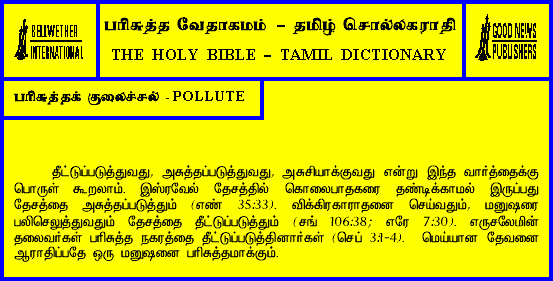 BELLWETHER
INTERNATIONAL
பரிசுத்த வேதாகமம் – தமிழ் சொல்லகராதி
THE HOLY BIBLE – TAMIL DICTIONARY
GOOD NEWS
PUBLISHERS
பரிசுத்தக் குலைச்சல் - POLLUTE
தீட்டுப்படுத்துவது, அசுத்தப்படுத்துவது, அசுசியாக்குவது என்று இந்த வார்த்தைக்கு
பொருள் கூறலாம். இஸ்ரவேல் தேசத்தில் கொலைபாதகரை தண்டிக்காமல் இருப்பது
தேசத்தை அசுத்தப்படுத்தும் (எண் 35:33). விக்கிரகாராதனை செய்வதும், மனுஷரை
பலிசெலுத்துவதும் தேசத்தை தீட்டுப்படுத்தும் (சங் 106:38; எரே 7:30). எருசலேமின்
தலைவர்கள் பரிசுத்த நகரத்தை தீட்டுப்படுத்தினார்கள் (செப் 3:1-4). மெய்யான தேவனை
ஆராதிப்பதே ஒரு மனுஷனை பரிசுத்தமாக்கும்.